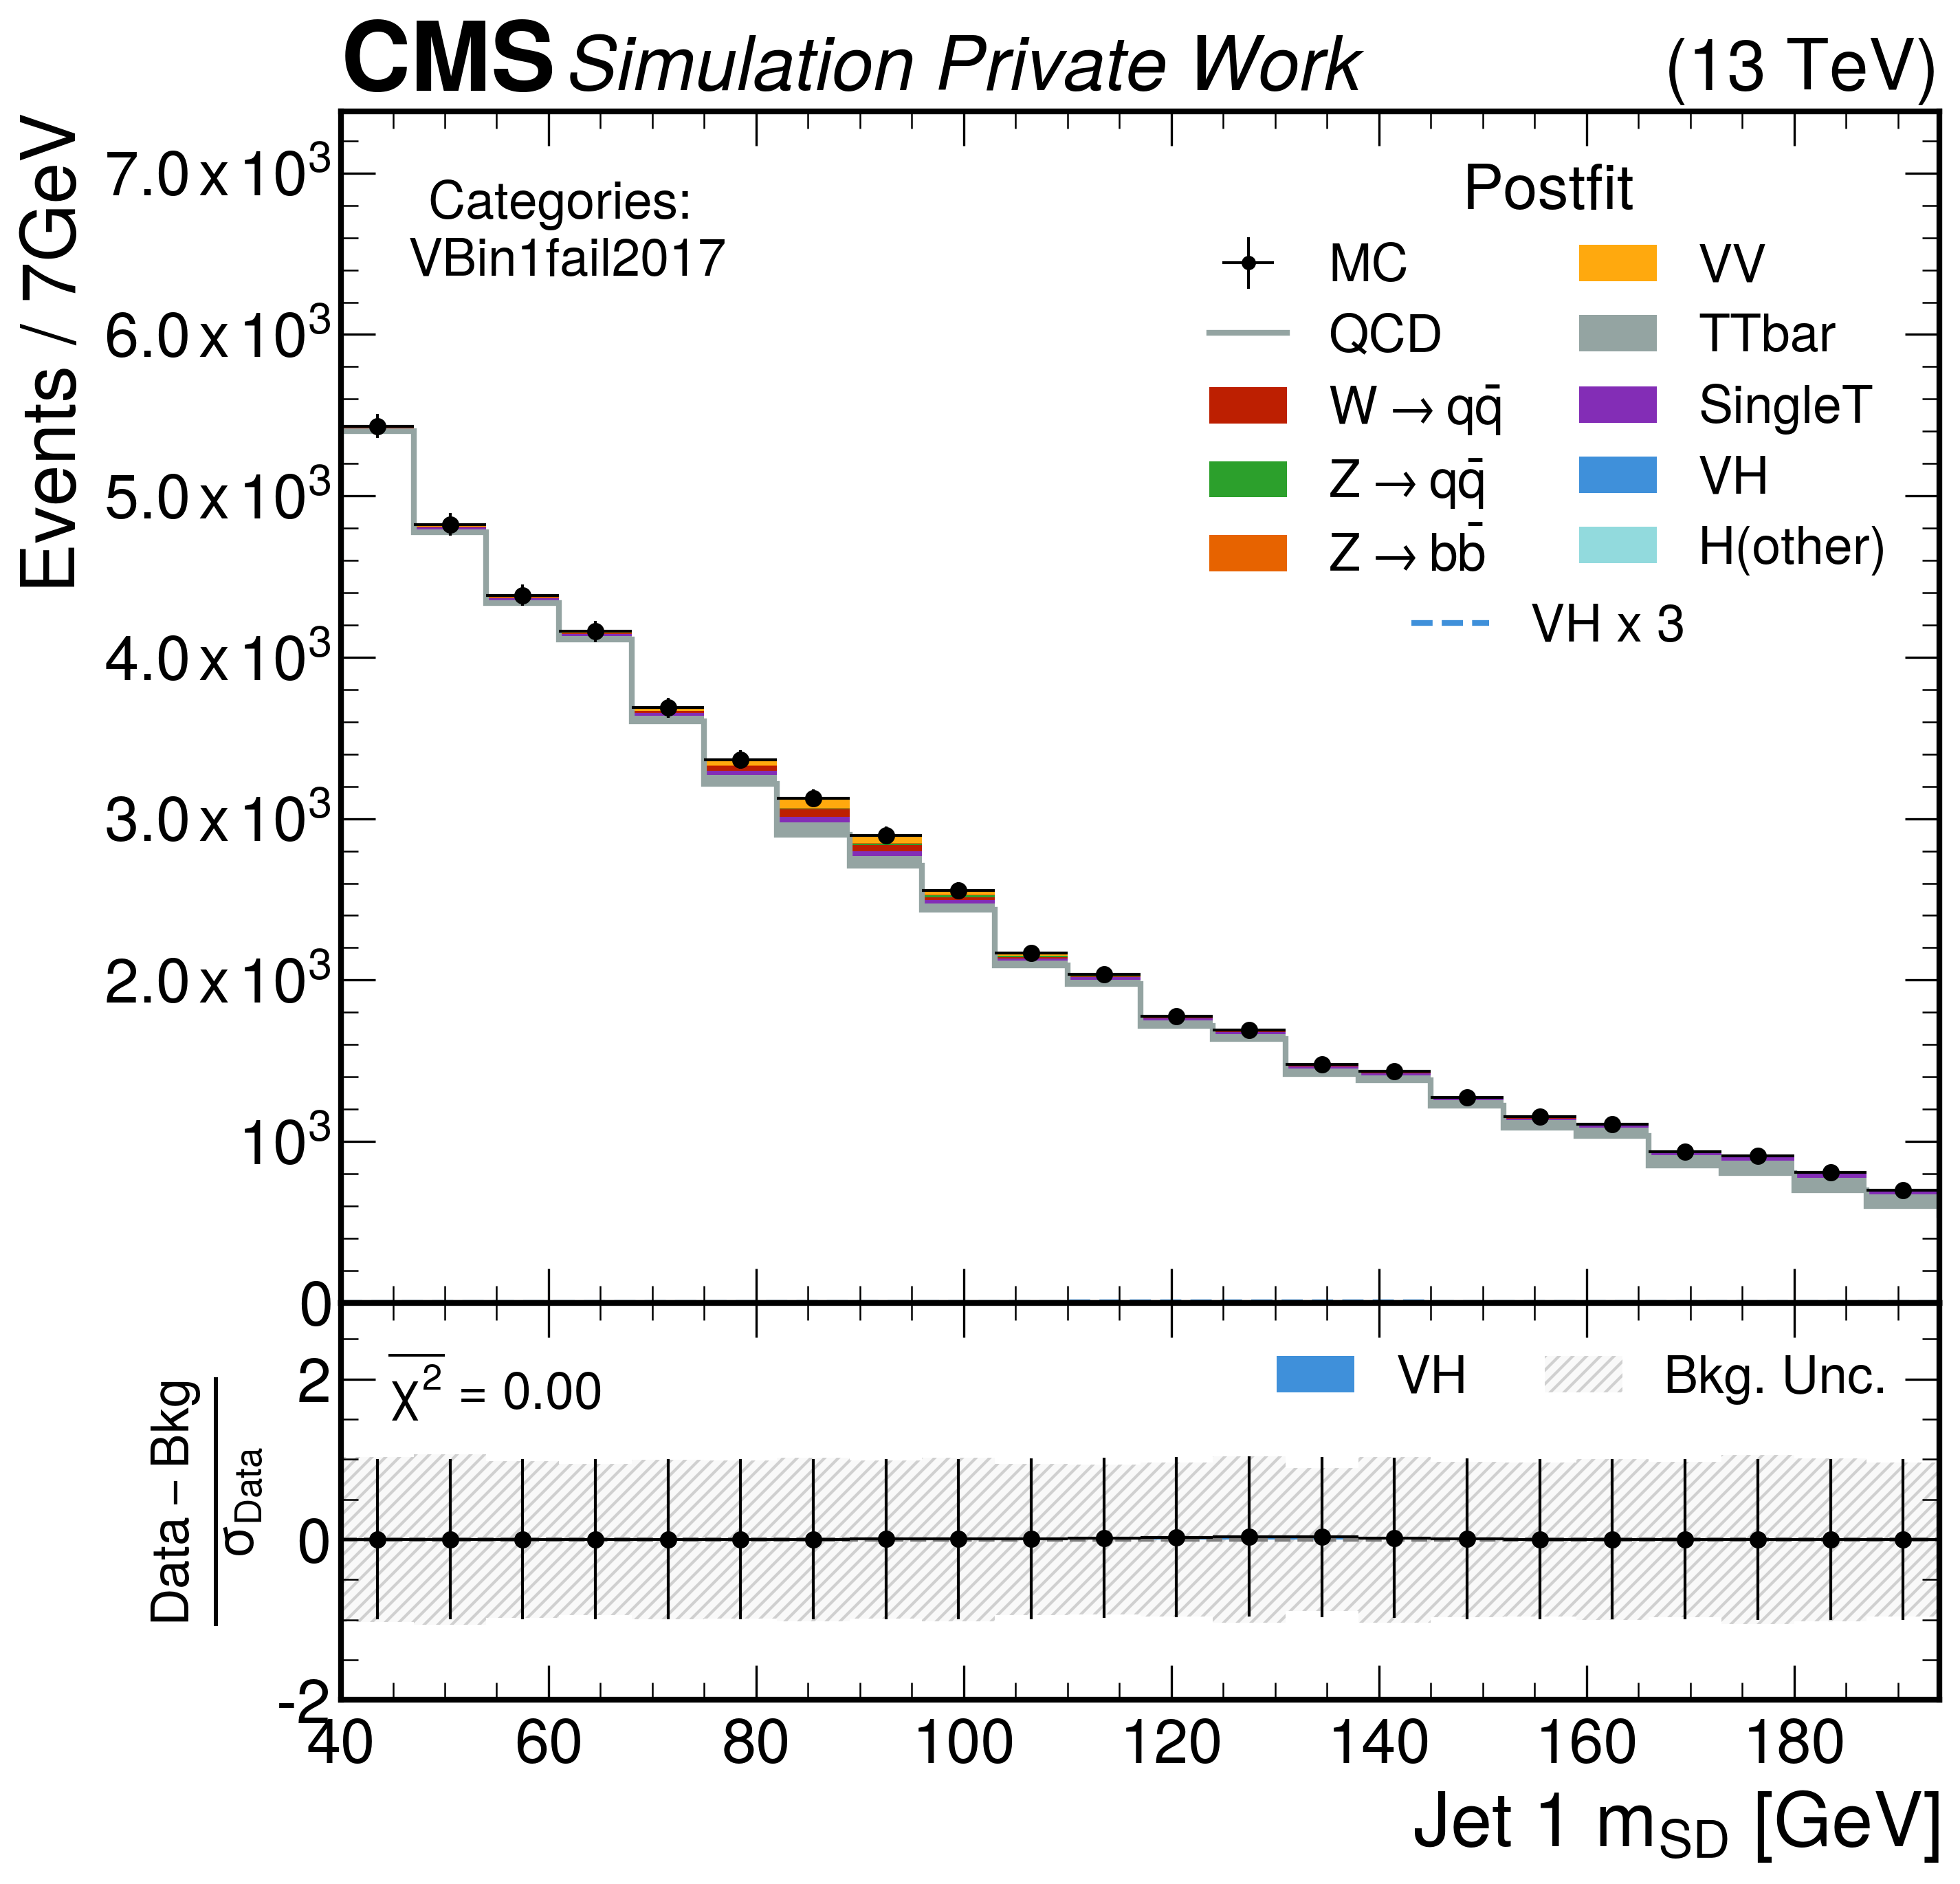 CMS Simulation Private Work (13 TeV)
Events / 7GeV
7.0 x 10³
6.0 x 10³
5.0 x 10³
4.0 x 10³
3.0 x 10³
2.0 x 10³
10³
0
Categories:
VBin1fail2017
Postfit
MC
QCD
W → qq̄
Z → qq̄
Z → bb̄
VV
TTbar
SingleT
VH
H(other)
VH x 3
Data – Bkg
σ_Data
2
0
-2
χ̅²̅ = 0.00
VH
Bkg. Unc.
40 60 80 100 120 140 160 180
Jet 1 m_SD [GeV]